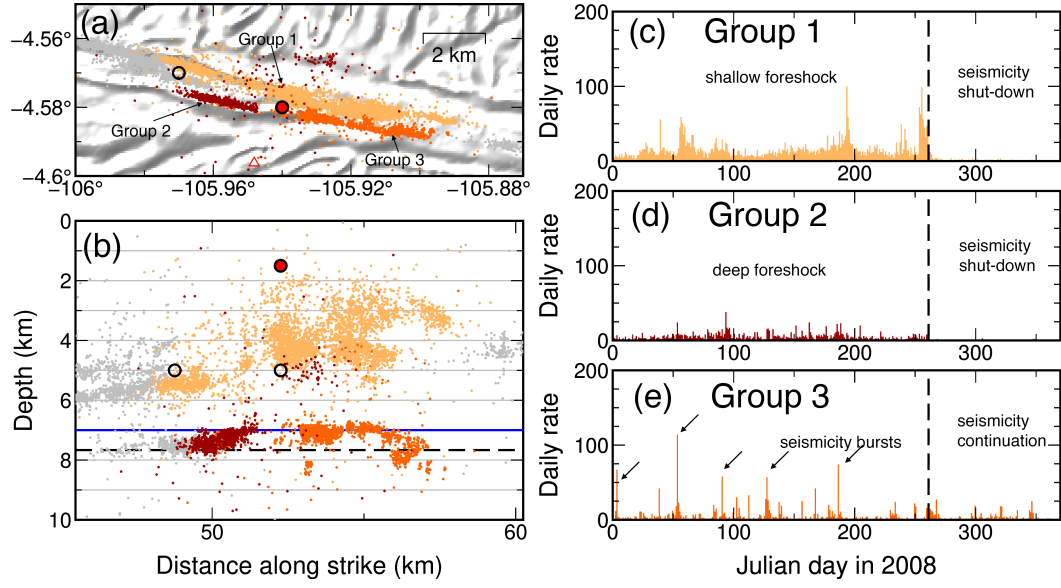 (a)
−4.56°
−4.58°
−4.6°
−106°
−105.96°
−105.92°
−105.88°
Group 1
2 km
Group 2
Group 3
(b)
0
2
4
6
8
10
Depth (km)
50
60
Distance along strike (km)
(c)
Group 1
200
100
0
Daily rate
shallow foreshock
seismicity
shut-down
0
100
200
300
(d)
Group 2
200
100
0
Daily rate
deep foreshock
seismicity
shut-down
0
100
200
300
(e)
Group 3
200
100
0
Daily rate
seismicity bursts
seismicity
continuation
0
100
200
300
Julian day in 2008